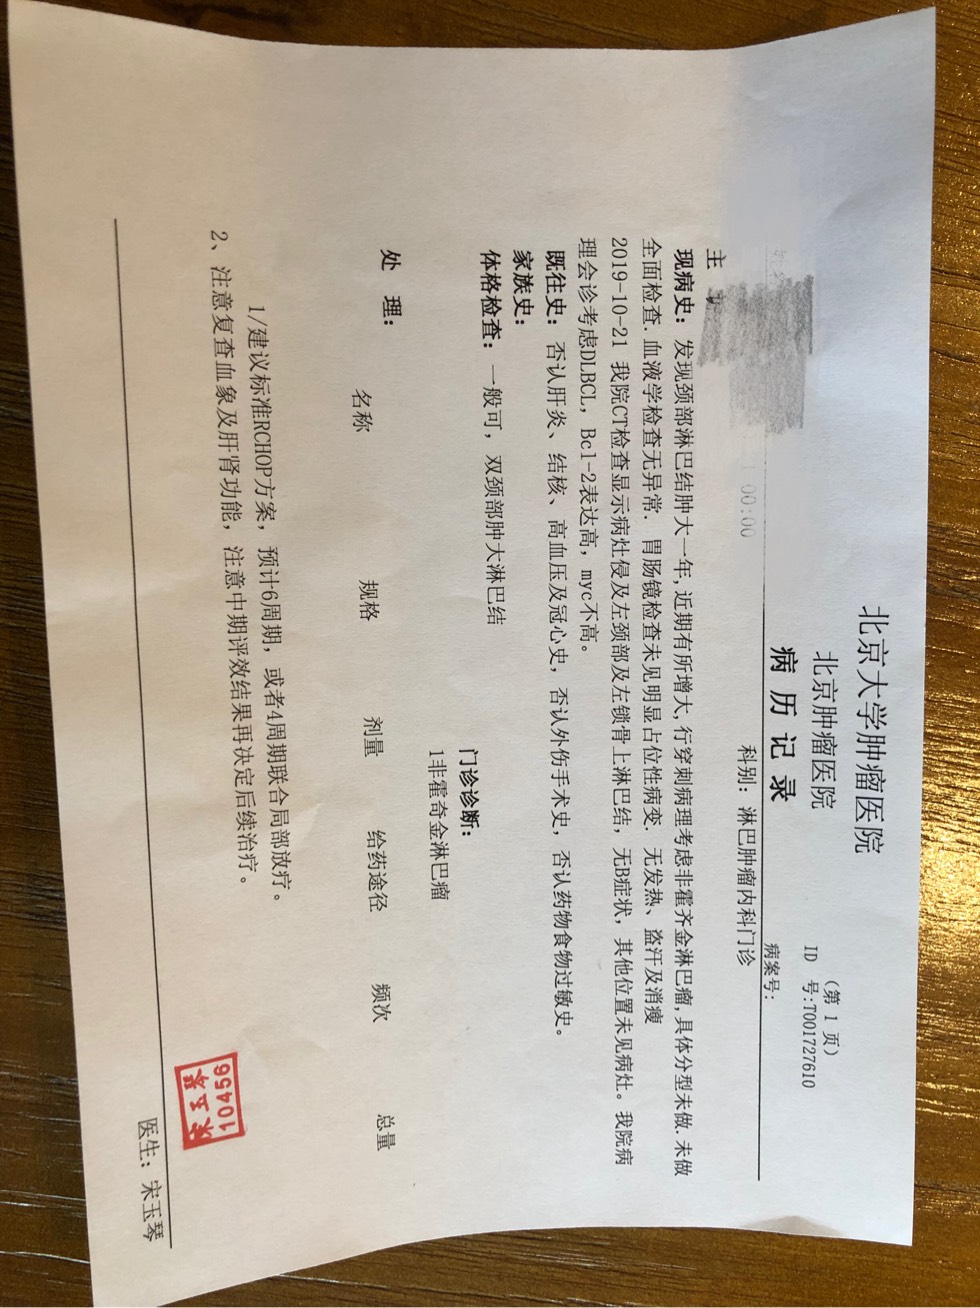 (第 1 页)
北京大学肿瘤医院
ID 号:T001727610
北京肿瘤医院
病案号:
病 历 记 录
科别: 淋巴肿瘤内科门诊
00:00
主
现病史: 发现颈部淋巴结肿大一年,近期有所增大,行穿刺病理考虑非霍齐金淋巴瘤,具体分型未做. 未做
全面检查. 血液学检查无异常. 胃肠镜检查未见明显占位性病变. 无发热、盗汗及消瘦
2019-10-21 我院CT检查显示病灶侵及左颈部及左锁骨上淋巴结, 无B症状, 其他位置未见病灶。我院病
理会诊考虑DLBCL, Bcl-2表达高, myc不高。
既往史: 否认肝炎、结核、高血压及冠心史, 否认外伤手术史, 否认药物食物过敏史。
家族史:
体格检查: 一般可, 双颈部肿大淋巴结
门诊诊断:
1非霍奇金淋巴瘤
处 理:
名称 规格 剂量 给药途径 频次 总量
1/建议标准RCHOP方案, 预计6周期, 或者4周期联合局部放疗。
2、注意复查血象及肝肾功能, 注意中期评效结果再决定后续治疗。
宋玉琴
10456
医生: 宋玉琴